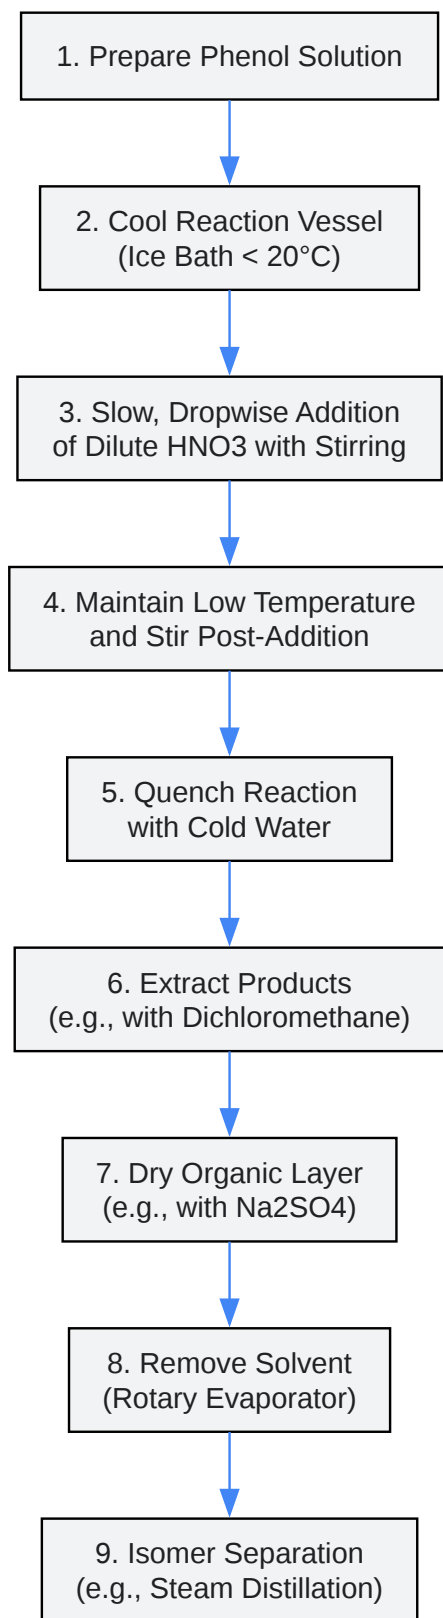 1. Prepare Phenol Solution
2. Cool Reaction Vessel
(Ice Bath < 20°C)
3. Slow, Dropwise Addition
of Dilute HNO3 with Stirring
4. Maintain Low Temperature
and Stir Post-Addition
5. Quench Reaction
with Cold Water
6. Extract Products
(e.g., with Dichloromethane)
7. Dry Organic Layer
(e.g., with Na2SO4)
8. Remove Solvent
(Rotary Evaporator)
9. Isomer Separation
(e.g., Steam Distillation)